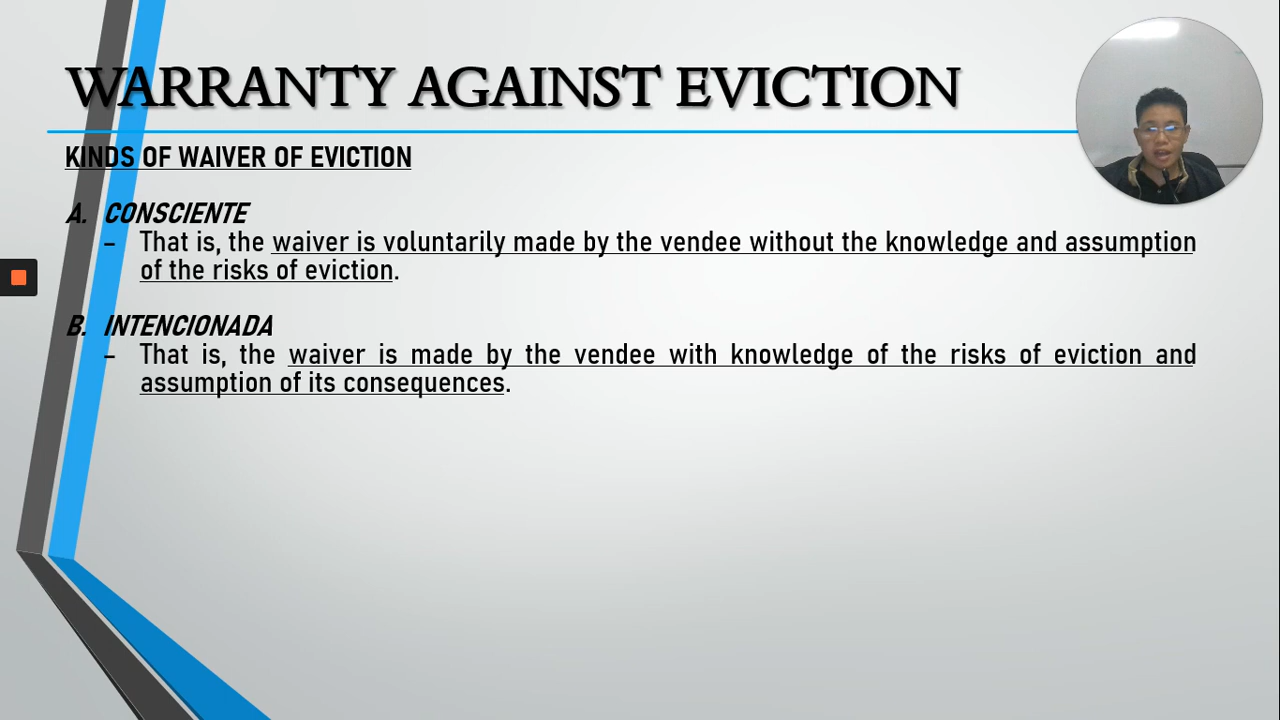 WARRANTY AGAINST EVICTION
KINDS OF WAIVER OF EVICTION
A. CONSCIENTE
– That is, the waiver is voluntarily made by the vendee without the knowledge and assumption
of the risks of eviction.
B. INTENCIONADA
– That is, the waiver is made by the vendee with knowledge of the risks of eviction and
assumption of its consequences.